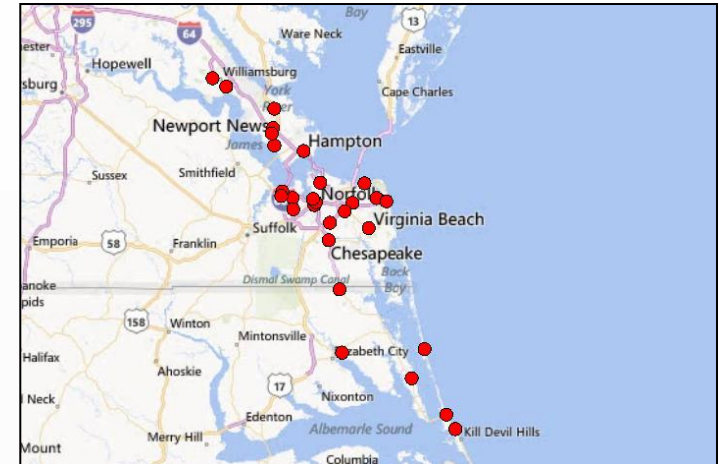 Bay
13
295
64
Ware Neck
ester
Eastville
Hopewell
Williamsburg
sburg
York
River
Cape Charles
Newport News
Hampton
James
Smithfield
Sussex
Norfolk
Virginia Beach
Suffolk
Emporia
58
Franklin
Chesapeake
Back
Bay
Dismal Swamp Canal
anoke
pids
158
Winton
Mintonsville
zabeth City
Halifax
Ahoskie
17
l Neck
Nixonton
Edenton
Albemarle Sound
Kill Devil Hills
Merry Hill
Mount
Columbia